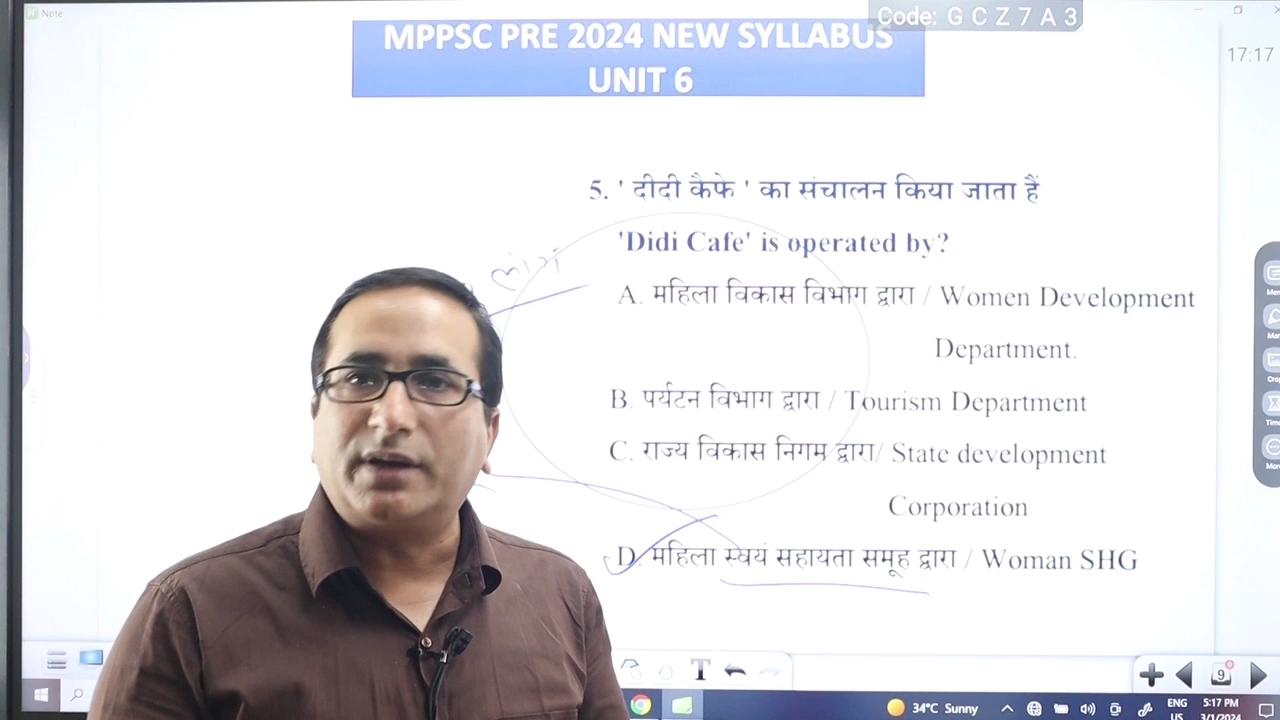 Note
Code: G C Z 7 A 3
MPPSC PRE 2024 NEW SYLLABUS
UNIT 6
17:17
5. ' दीदी कैफे ' का संचालन किया जाता हैं
'Didi Cafe' is operated by?
A. महिला विकास विभाग द्वारा / Women Development
Department.
B. पर्यटन विभाग द्वारा / Tourism Department
C. राज्य विकास निगम द्वारा/ State development
Corporation
D. महिला स्वयं सहायता समूह द्वारा / Woman SHG
T
9
34°C Sunny
ENG
US
5:17 PM
3/1/2024